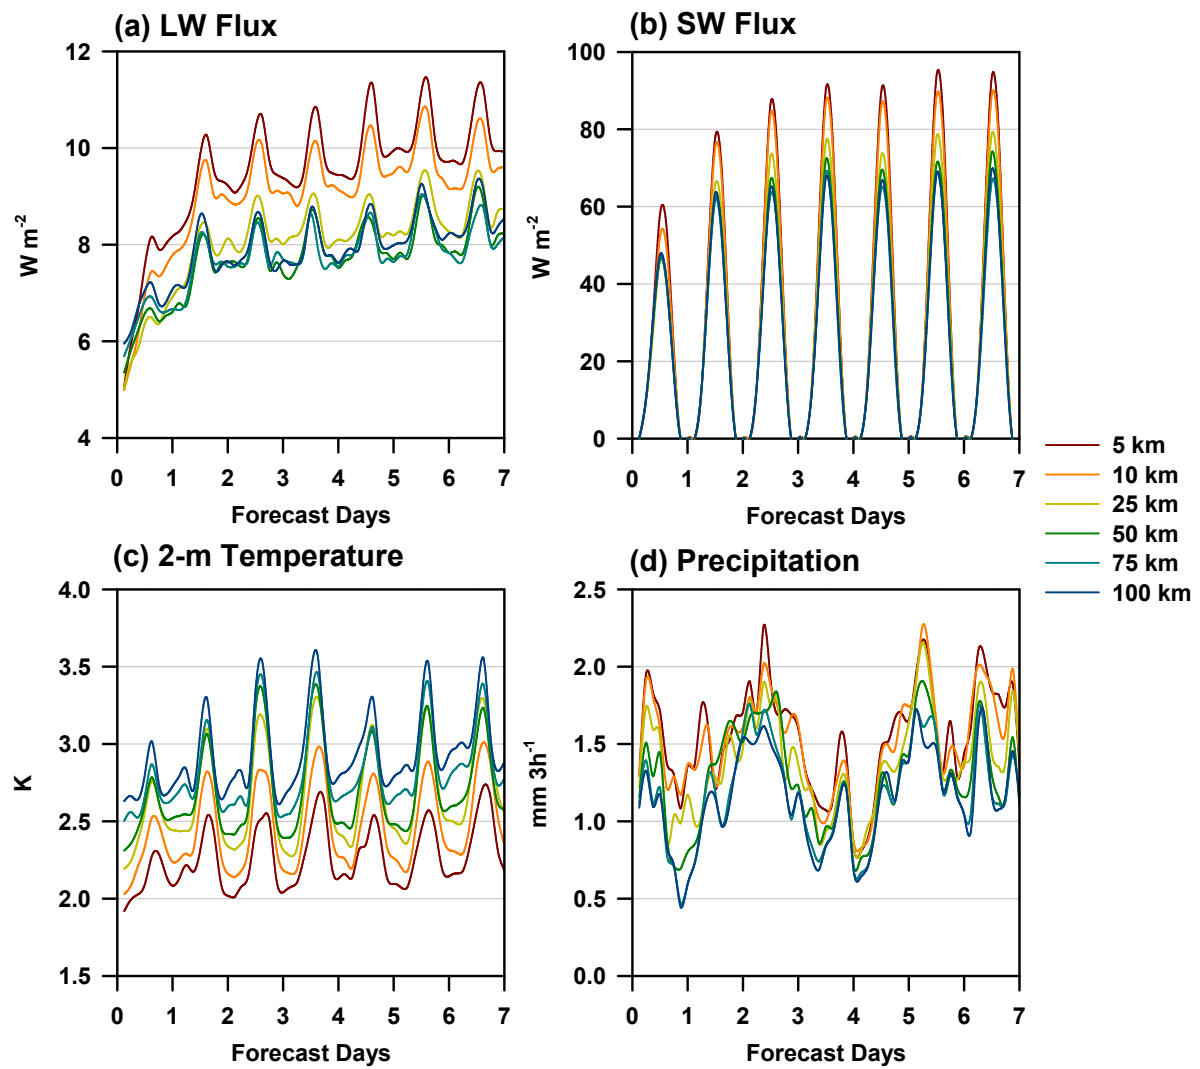 (a) LW Flux
12
10
8
6
4
W m-2
0 1 2 3 4 5 6 7
Forecast Days
(b) SW Flux
100
80
60
40
20
0
W m-2
0 1 2 3 4 5 6 7
Forecast Days
5 km
10 km
25 km
50 km
75 km
100 km
(c) 2-m Temperature
4.0
3.5
3.0
2.5
2.0
1.5
K
0 1 2 3 4 5 6 7
Forecast Days
(d) Precipitation
2.5
2.0
1.5
1.0
0.5
0.0
mm 3h-1
0 1 2 3 4 5 6 7
Forecast Days